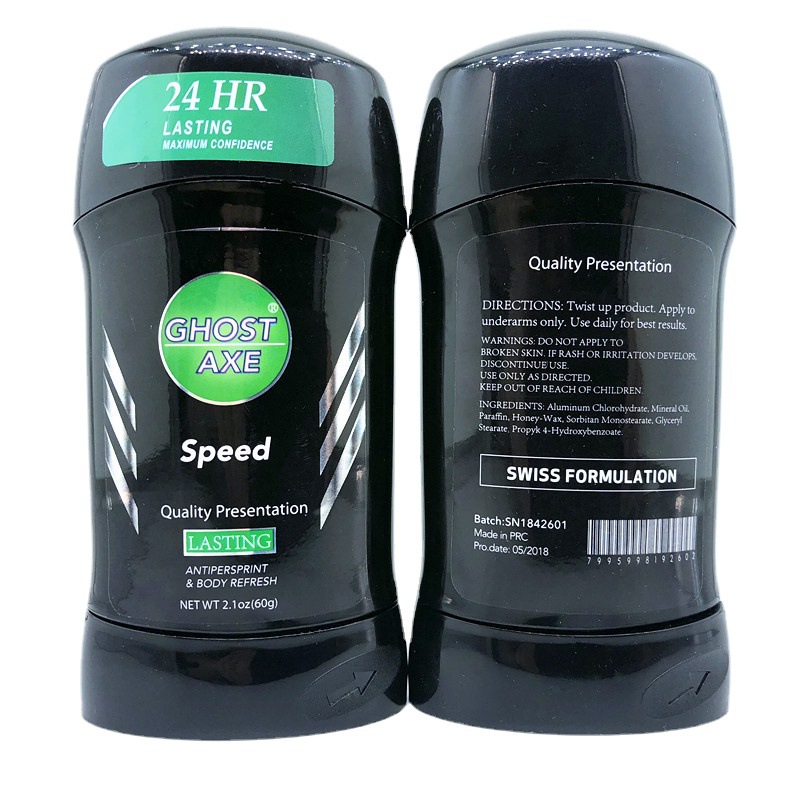 24 HR
LASTING
MAXIMUM CONFIDENCE
GHOST®
AXE
Speed
Quality Presentation
LASTING
ANTIPERSPRINT
& BODY REFRESH
NET WT 2.1oz(60g)
Quality Presentation
DIRECTIONS: Twist up product. Apply to
underarms only. Use daily for best results.
WARNINGS: DO NOT APPLY TO
BROKEN SKIN. IF RASH OR IRRITATION DEVELOPS,
DISCONTINUE USE.
USE ONLY AS DIRECTED.
KEEP OUT OF REACH OF CHILDREN.
INGREDIENTS: Aluminum Chlorohydrate, Mineral Oil,
Paraffin, Honey-Wax, Sorbitan Monostearate, Glyceryl
Stearate, Propyk 4-Hydroxybenzoate.
SWISS FORMULATION
Batch:SN1842601
Made in PRC
Pro.date: 05/2018
7995998192602